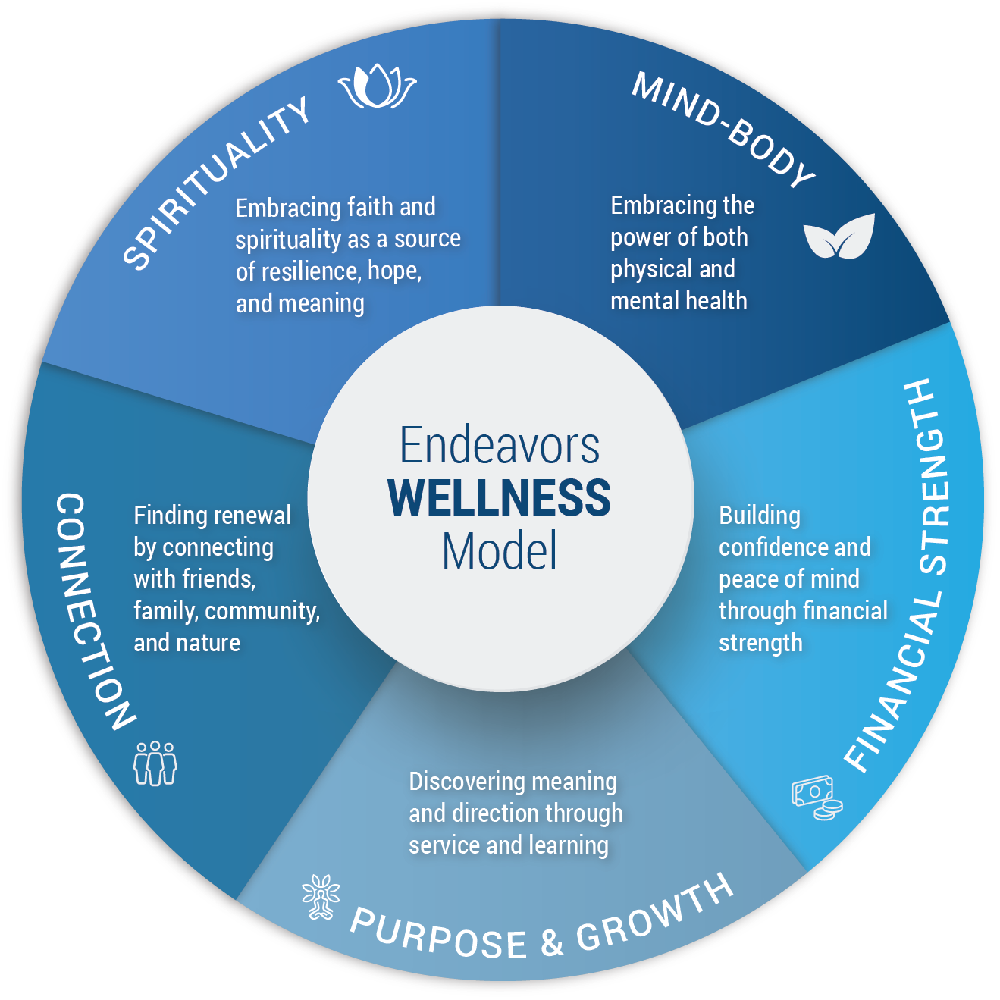 SPIRITUALITY
Embracing faith and
spirituality as a source
of resilience, hope,
and meaning
MIND-BODY
Embracing the
power of both
physical and
mental health
Endeavors
WELLNESS
Model
CONNECTION
Finding renewal
by connecting
with friends,
family, community,
and nature
FINANCIAL STRENGTH
Building
confidence and
peace of mind
through financial
strength
Discovering meaning
and direction through
service and learning
PURPOSE & GROWTH